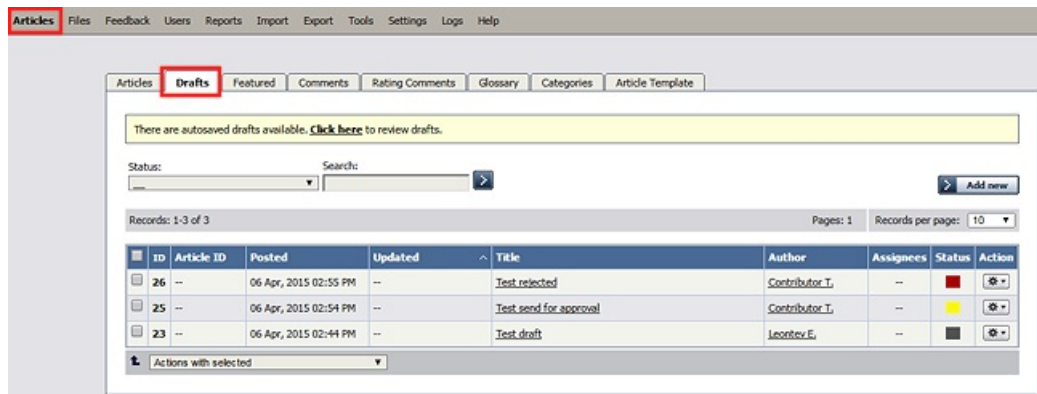 Articles Files Feedback Users Reports Import Export Tools Settings Logs Help
Articles Drafts Featured Comments Rating Comments Glossary Categories Article Template
There are autosaved drafts available. Click here to review drafts.
Status: Search:
__
Add new
Records: 1-3 of 3 Pages: 1 Records per page: 10
ID Article ID Posted Updated Title Author Assignees Status Action
26 -- 06 Apr, 2015 02:55 PM -- Test rejected Contributor T. --
25 -- 06 Apr, 2015 02:54 PM -- Test send for approval Contributor T. --
23 -- 06 Apr, 2015 02:44 PM -- Test draft Leontev E. --
Actions with selected